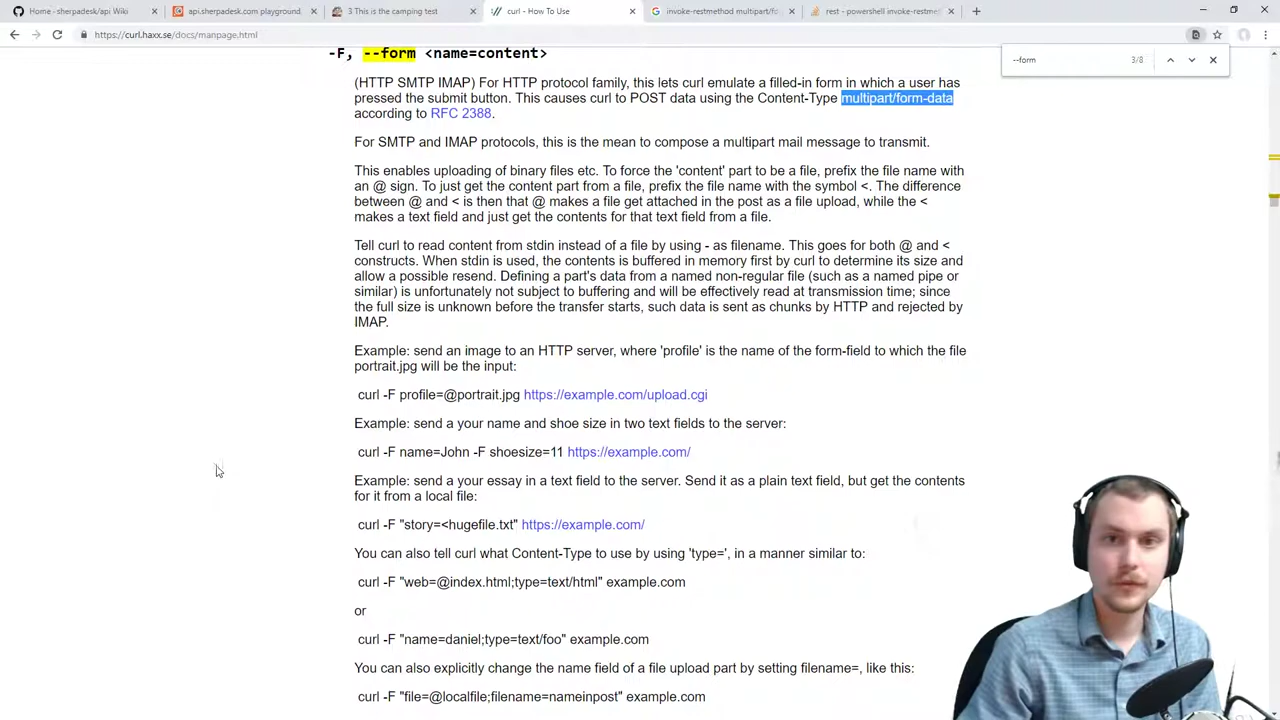 Home · sherpadesk/api Wiki
api.sherpadesk.com playground
3 This is the camping test
curl - How To Use
invoke-restmethod multipart/fo
rest - powershell invoke-restme
https://curl.haxx.se/docs/manpage.html
--form 3/8
-F, --form <name=content>
(HTTP SMTP IMAP) For HTTP protocol family, this lets curl emulate a filled-in form in which a user has
pressed the submit button. This causes curl to POST data using the Content-Type multipart/form-data
according to RFC 2388.
For SMTP and IMAP protocols, this is the mean to compose a multipart mail message to transmit.
This enables uploading of binary files etc. To force the 'content' part to be a file, prefix the file name with
an @ sign. To just get the content part from a file, prefix the file name with the symbol <. The difference
between @ and < is then that @ makes a file get attached in the post as a file upload, while the <
makes a text field and just get the contents for that text field from a file.
Tell curl to read content from stdin instead of a file by using - as filename. This goes for both @ and <
constructs. When stdin is used, the contents is buffered in memory first by curl to determine its size and
allow a possible resend. Defining a part's data from a named non-regular file (such as a named pipe or
similar) is unfortunately not subject to buffering and will be effectively read at transmission time; since
the full size is unknown before the transfer starts, such data is sent as chunks by HTTP and rejected by
IMAP.
Example: send an image to an HTTP server, where 'profile' is the name of the form-field to which the file
portrait.jpg will be the input:
curl -F profile=@portrait.jpg https://example.com/upload.cgi
Example: send a your name and shoe size in two text fields to the server:
curl -F name=John -F shoesize=11 https://example.com/
Example: send a your essay in a text field to the server. Send it as a plain text field, but get the contents
for it from a local file:
curl -F "story=<hugefile.txt" https://example.com/
You can also tell curl what Content-Type to use by using 'type=', in a manner similar to:
curl -F "web=@index.html;type=text/html" example.com
or
curl -F "name=daniel;type=text/foo" example.com
You can also explicitly change the name field of a file upload part by setting filename=, like this:
curl -F "file=@localfile;filename=nameinpost" example.com